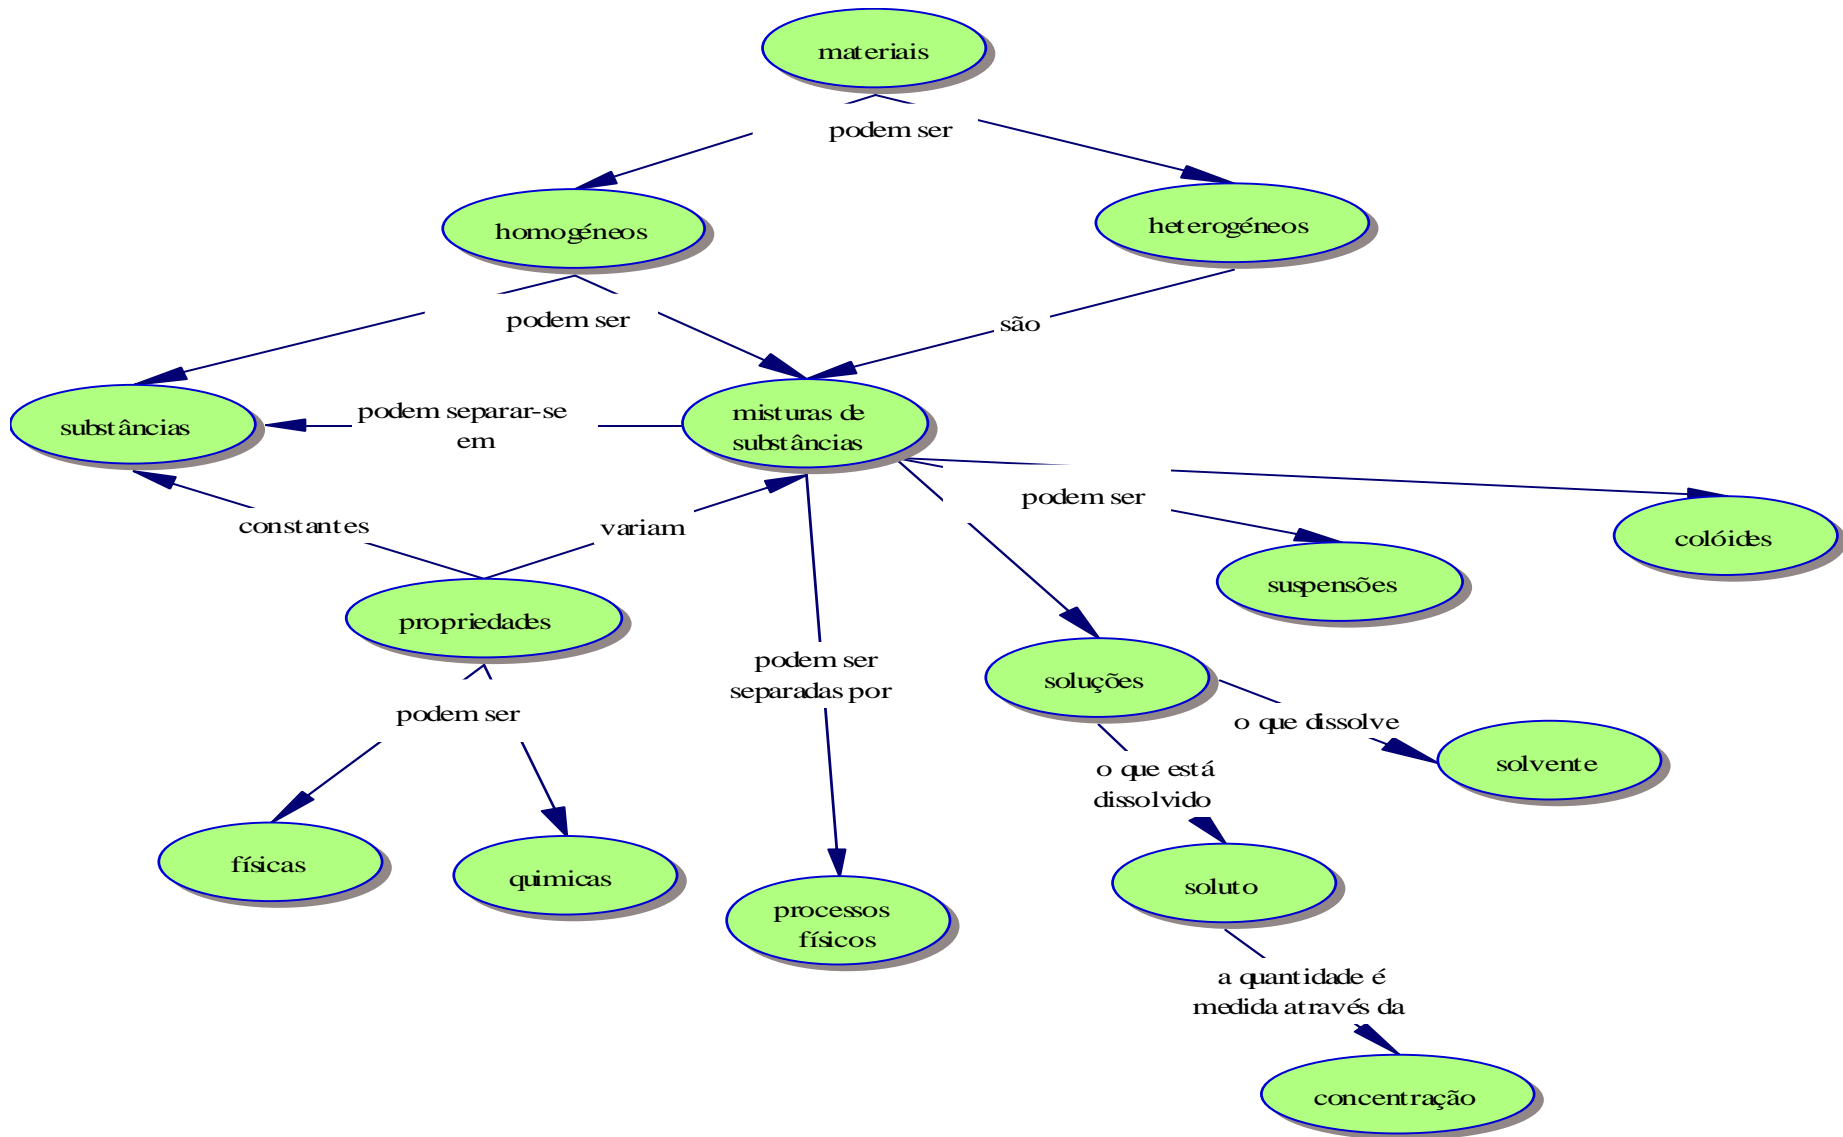 materiais
podem ser
homogéneos
heterogéneos
podem ser
são
substâncias
podem separar-se
em
misturas de
substâncias
constantes
variam
podem ser
colóides
suspensões
propriedades
podem ser
separadas por
soluções
podem ser
o que dissolve
solvente
o que está
dissolvido
físicas
quimicas
processos
físicos
soluto
a quantidade é
medida através da
concentração